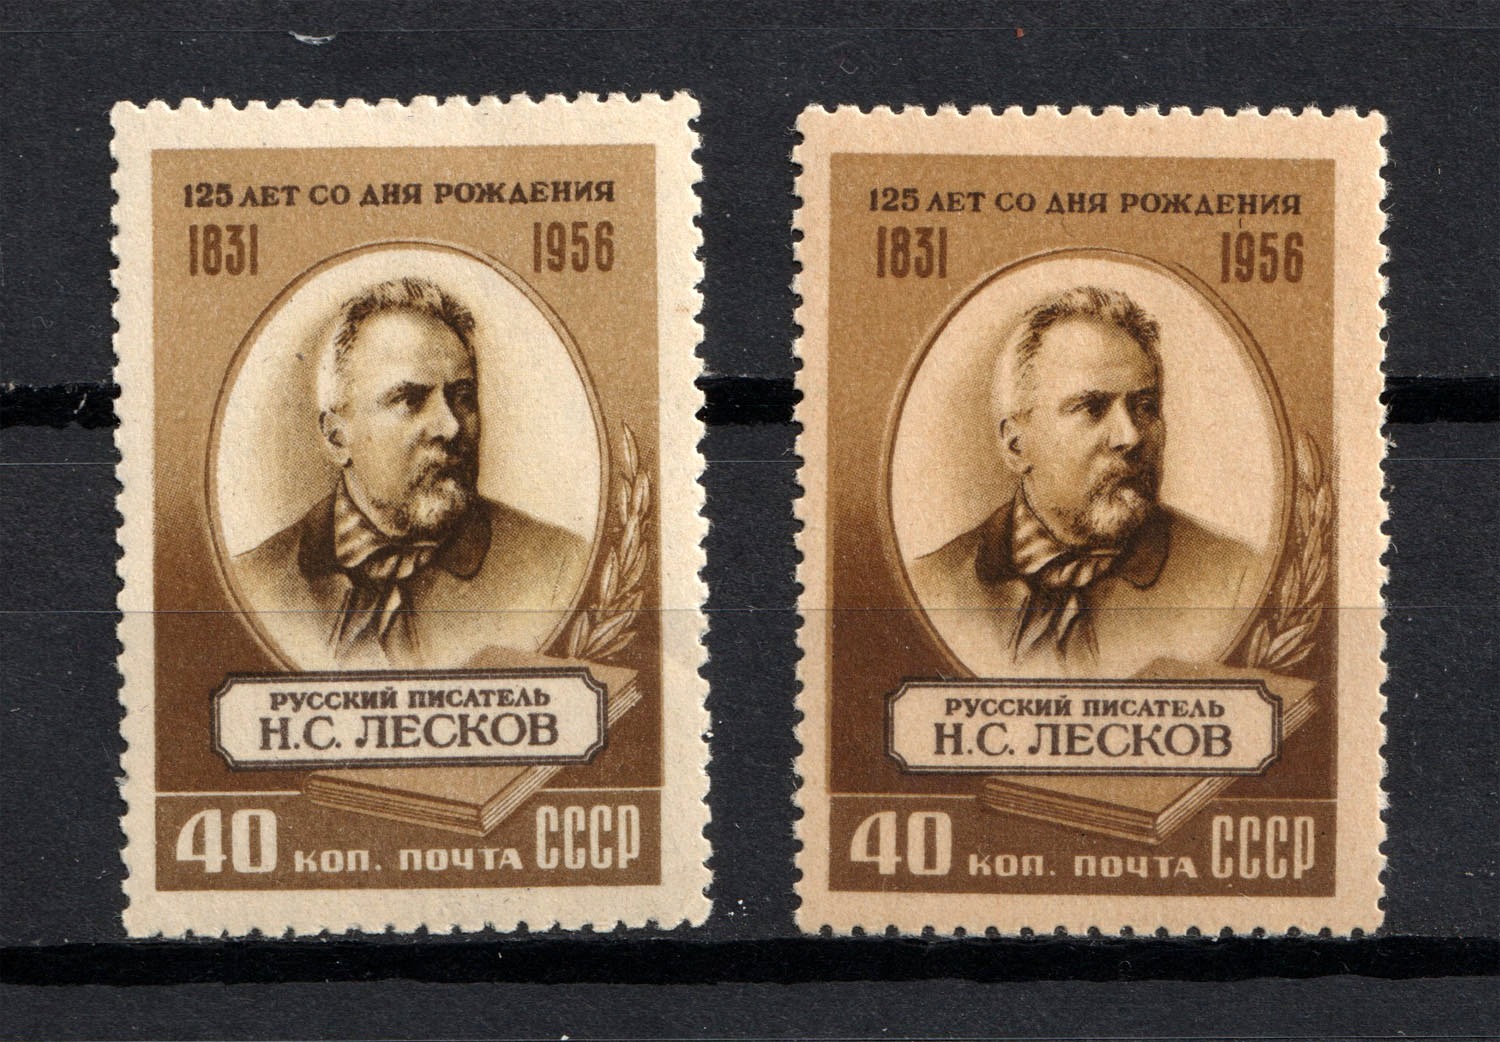 125 ЛЕТ СО ДНЯ РОЖДЕНИЯ
1831 1956
РУССКИЙ ПИСАТЕЛЬ
Н.С. ЛЕСКОВ
40 КОП. ПОЧТА СССР
125 ЛЕТ СО ДНЯ РОЖДЕНИЯ
1831 1956
РУССКИЙ ПИСАТЕЛЬ
Н.С. ЛЕСКОВ
40 КОП. ПОЧТА СССР